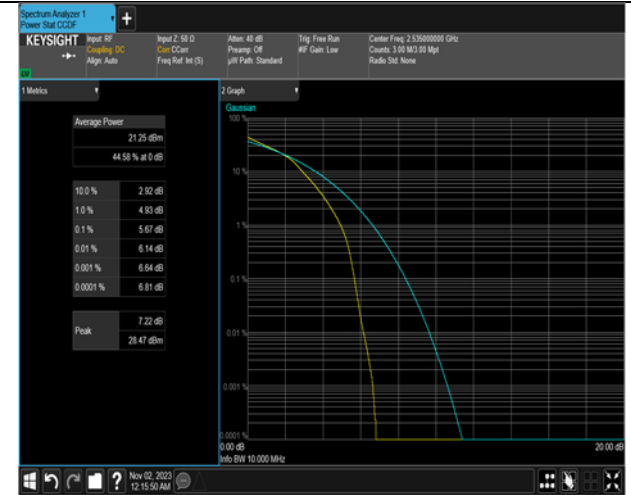 Spectrum Analyzer 1
Power Stat CCDF
KEYSIGHT
Input: RF
Coupling: DC
Align: Auto
Input Z: 50 Ω
Corr CCorr
Freq Ref: Int (S)
Atten: 40 dB
Preamp: Off
µW Path: Standard
Trig: Free Run
#IF Gain: Low
Center Freq: 2.535000000 GHz
Counts: 3.00 M/3.00 Mpt
Radio Std: None
1 Metrics
Average Power
21.25 dBm
44.58 % at 0 dB
10.0 % 2.92 dB
1.0 % 4.93 dB
0.1 % 5.67 dB
0.01 % 6.14 dB
0.001 % 6.64 dB
0.0001 % 6.81 dB
Peak
7.22 dB
28.47 dBm
2 Graph
Gaussian
100 %
10 %
1 %
0.1 %
0.01 %
0.001 %
0.0001 %
0.00 dB
20.00 dB
Info BW 10.000 MHz
Nov 02, 2023
12:15:50 AM